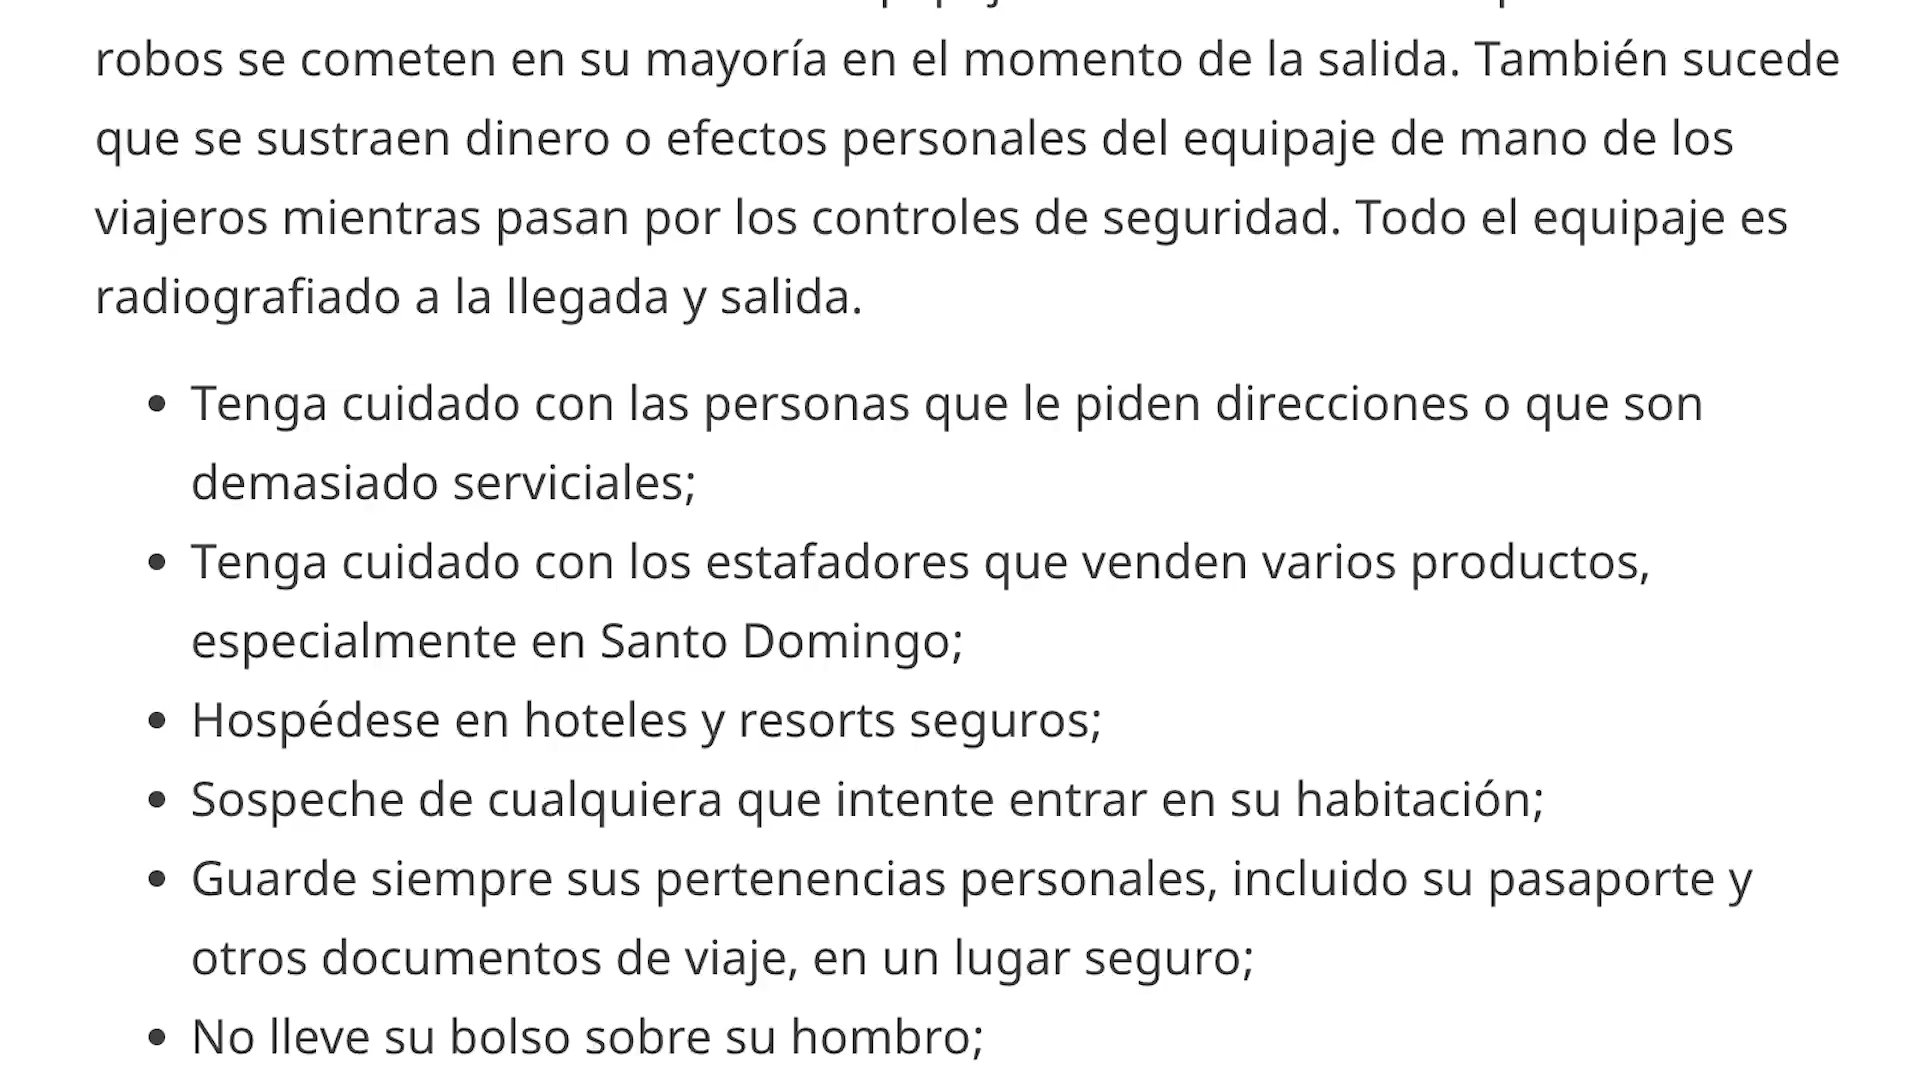 robos se cometen en su mayoría en el momento de la salida. También sucede
que se sustraen dinero o efectos personales del equipaje de mano de los
viajeros mientras pasan por los controles de seguridad. Todo el equipaje es
radiografiado a la llegada y salida.
• Tenga cuidado con las personas que le piden direcciones o que son
demasiado serviciales;
• Tenga cuidado con los estafadores que venden varios productos,
especialmente en Santo Domingo;
• Hospédese en hoteles y resorts seguros;
• Sospeche de cualquiera que intente entrar en su habitación;
• Guarde siempre sus pertenencias personales, incluido su pasaporte y
otros documentos de viaje, en un lugar seguro;
• No lleve su bolso sobre su hombro;